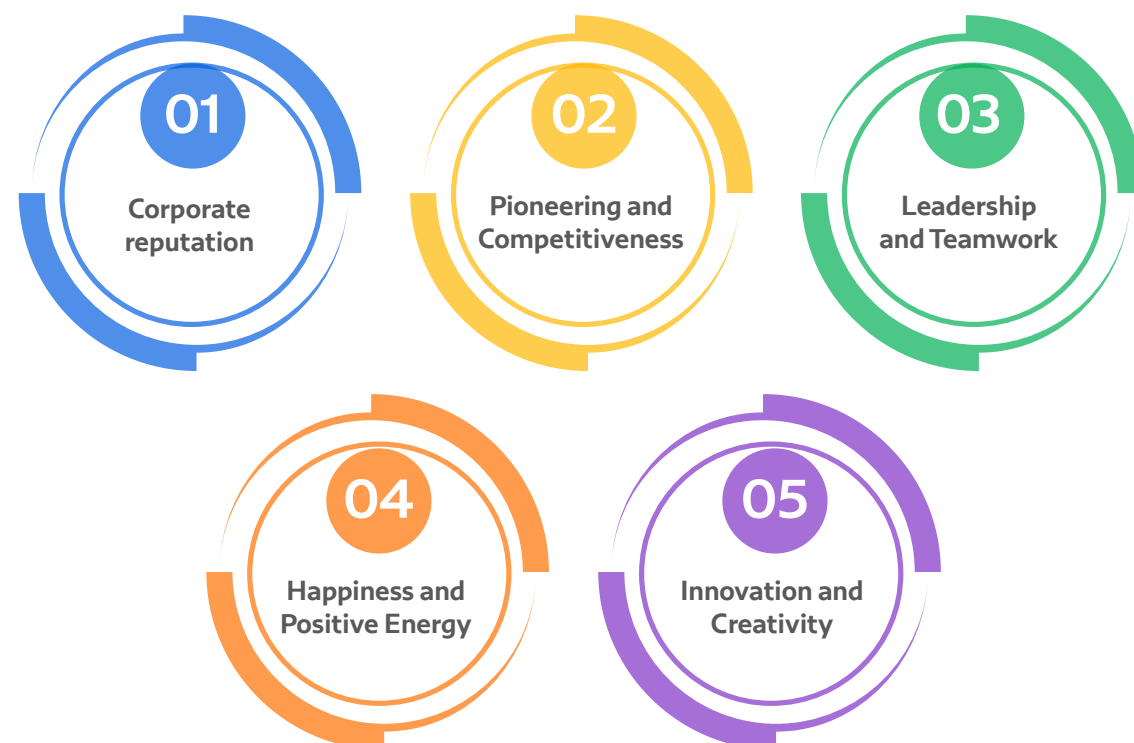 01
Corporate
reputation
02
Pioneering and
Competitiveness
03
Leadership
and Teamwork
04
Happiness and
Positive Energy
05
Innovation and
Creativity